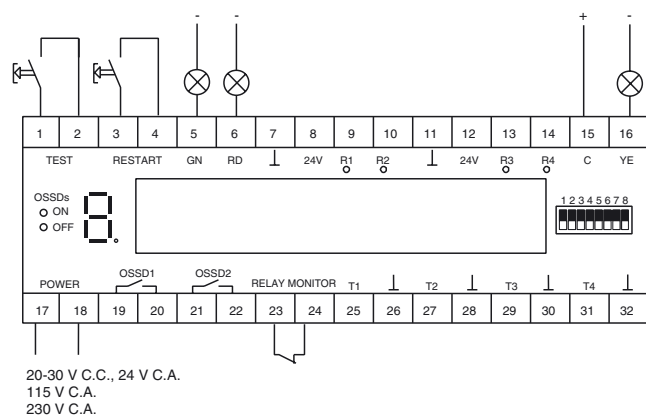 - - + -
1 2 3 4 5 6 7 8 9 10 11 12 13 14 15 16
TEST RESTART GN RD 24V R1 R2 24V R3 R4 C YE
OSSDs
ON
OFF
1 2 3 4 5 6 7 8
POWER OSSD1 OSSD2 RELAY MONITOR T1 T2 T3 T4
17 18 19 20 21 22 23 24 25 26 27 28 29 30 31 32
20-30 V C.C., 24 V C.A.
115 V C.A.
230 V C.A.